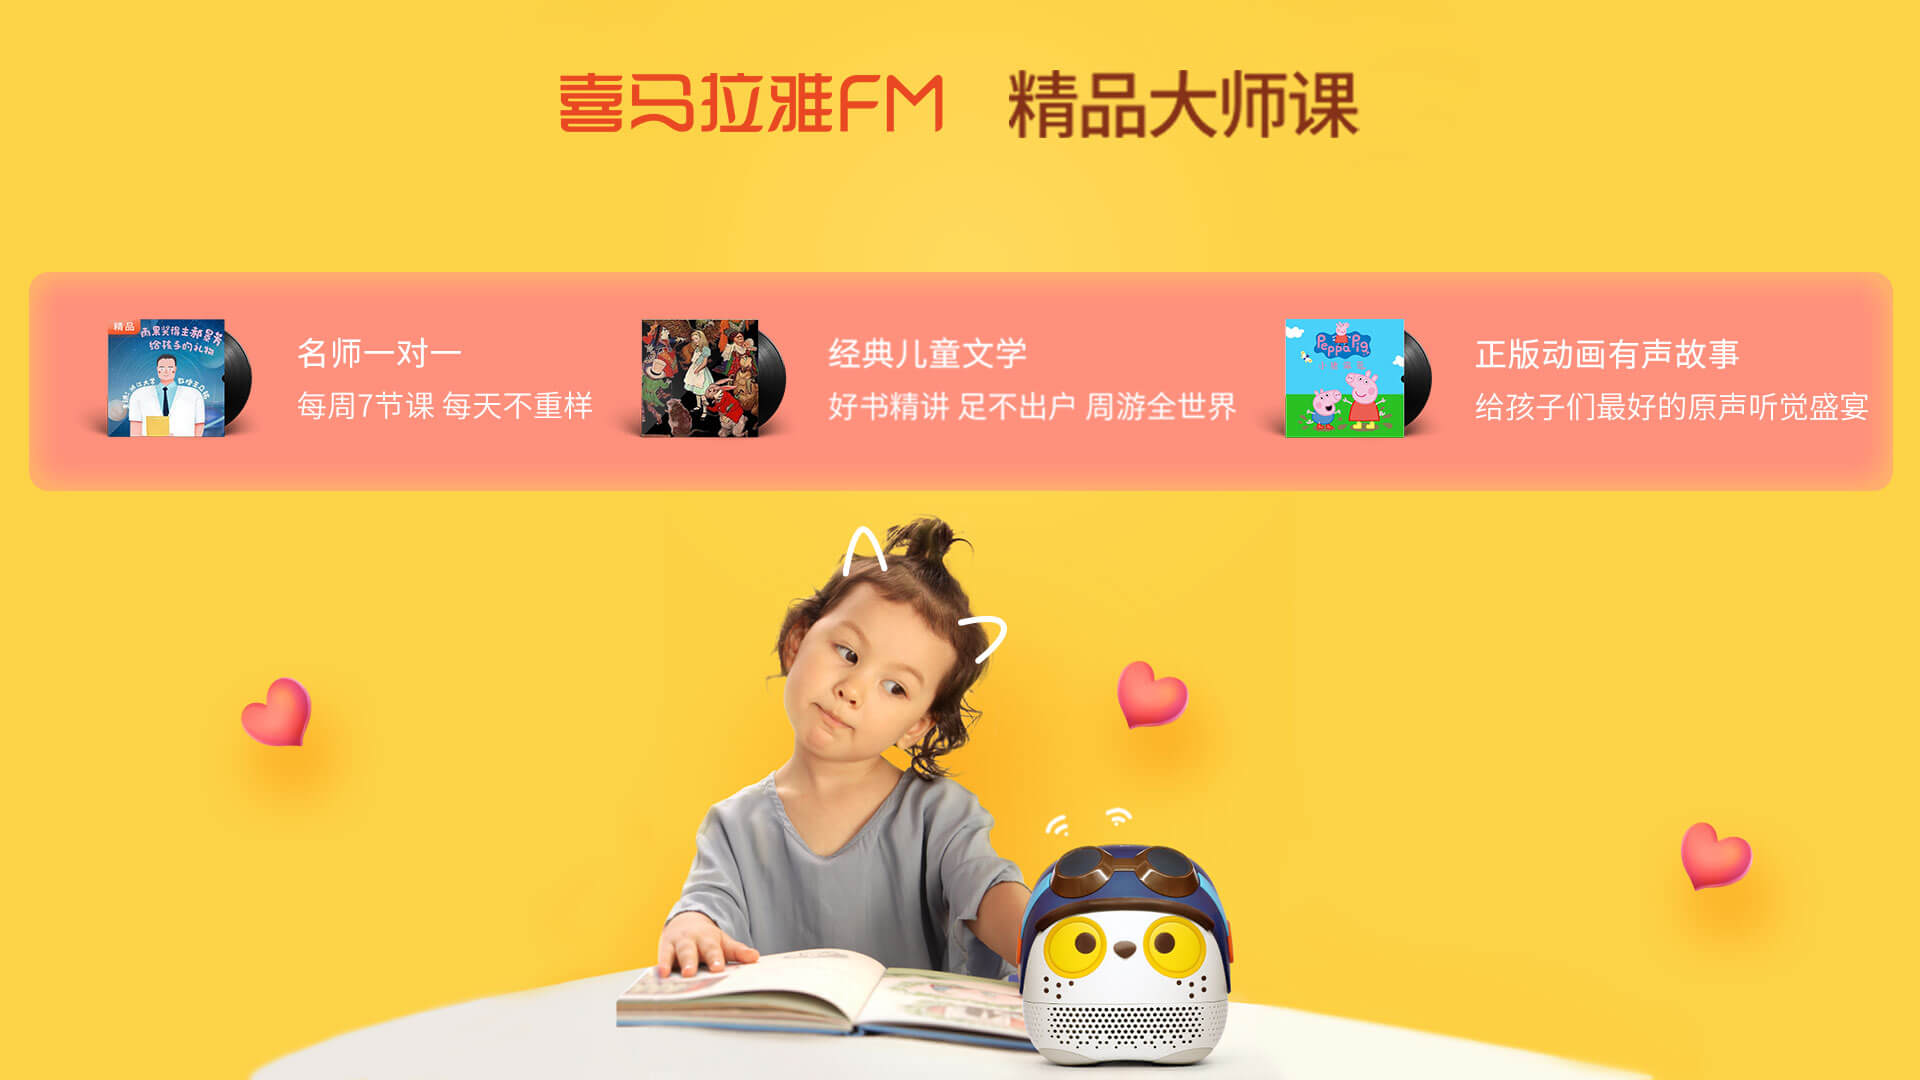 喜马拉雅FM 精品大师课
精品
雨果奖得主郝景芳
给孩子的礼物
名师一对一
每周7节课 每天不重样
经典儿童文学
好书精讲 足不出户 周游全世界
Peppa Pig
正版动画有声故事
给孩子们最好的原声听觉盛宴